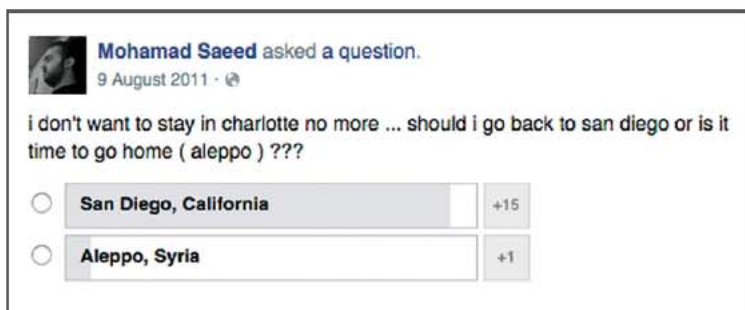 Mohamad Saeed asked a question.
9 August 2011 ·
i don't want to stay in charlotte no more ... should i go back to san diego or is it
time to go home ( aleppo ) ???
San Diego, California +15
Aleppo, Syria +1